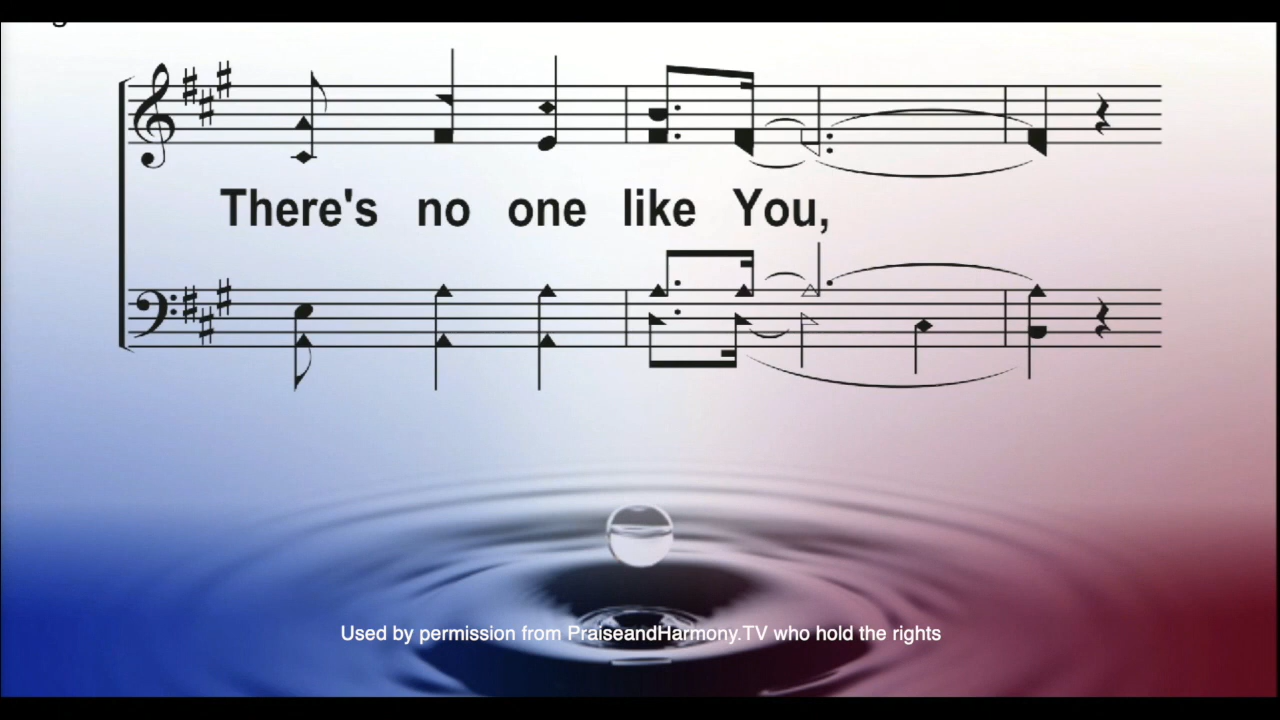 There's no one like You,
Used by permission from PraiseandHarmony.TV who hold the rights